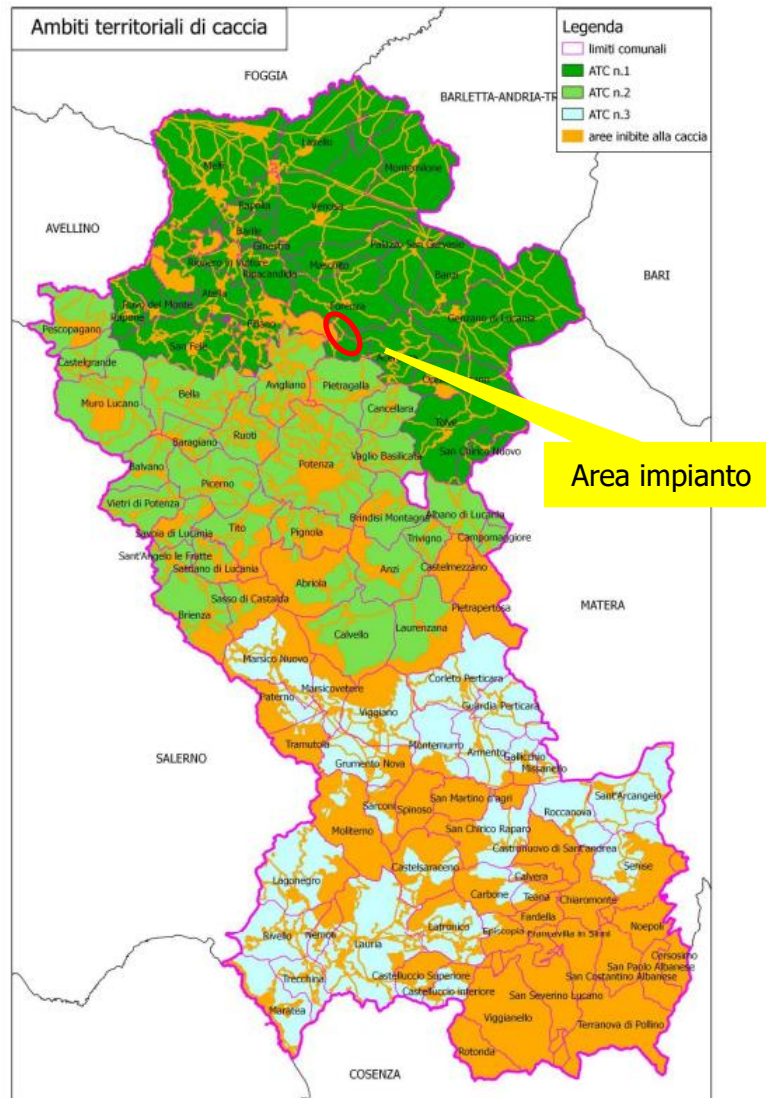 Ambiti territoriali di caccia
Legenda
limiti comunali
ATC n.1
ATC n.2
ATC n.3
aree inibite alla caccia
FOGGIA
BARLETTA-ANDRIA-TR
Lavello
Melfi
Montemilone
Rapolla
Venosa
AVELLINO
Barile
Ginestra
Palazzo San Gervasio
Rionero in Vulture
Maschito
Ripacandida
Banzi
BARI
Atella
Ruvo del Monte
Forenza
Rapone
Genzano di Lucania
Filiano
Pescopagano
San Fele
Castelgrande
Avigliano
Pietragalla
Bella
Muro Lucano
Cancellara
Tolve
Ruoti
Baragiano
San Chirico Nuovo
Vaglio Basilicata
Balvano
Potenza
Area impianto
Picerno
Vietri di Potenza
Albano di Lucania
Brindisi Montagna
Tito
Savoia di Lucania
Pignola
Trivigno
Campomaggiore
Sant'Angelo le Fratte
Satriano di Lucania
Anzi
Castelmezzano
Abriola
Sasso di Castalda
Pietrapertosa
MATERA
Brienza
Laurenzana
Calvello
Marsico Nuovo
Corleto Perticara
Marsicovetere
Paterno
Guardia Perticara
Viggiano
Tramutola
Montemurro
Armento
SALERNO
Gallicchio
Grumento Nova
Missanello
Sant'Arcangelo
San Martino d'agri
Sarconi
Spinoso
Roccanova
Moliterno
San Chirico Raparo
Castronuovo di Sant'andrea
Castelsaraceno
Senise
Calvera
Lagonegro
Carbone
Teana
Chiaromonte
Fardella
Latronico
Noepoli
Rivello
Nemoli
Episcopia
Francavilla in Sinni
Lauria
Cersosimo
San Paolo Albanese
Trecchina
Castelluccio Superiore
San Costantino Albanese
Castelluccio inferiore
San Severino Lucano
Maratea
Viggianello
Terranova di Pollino
Rotonda
COSENZA